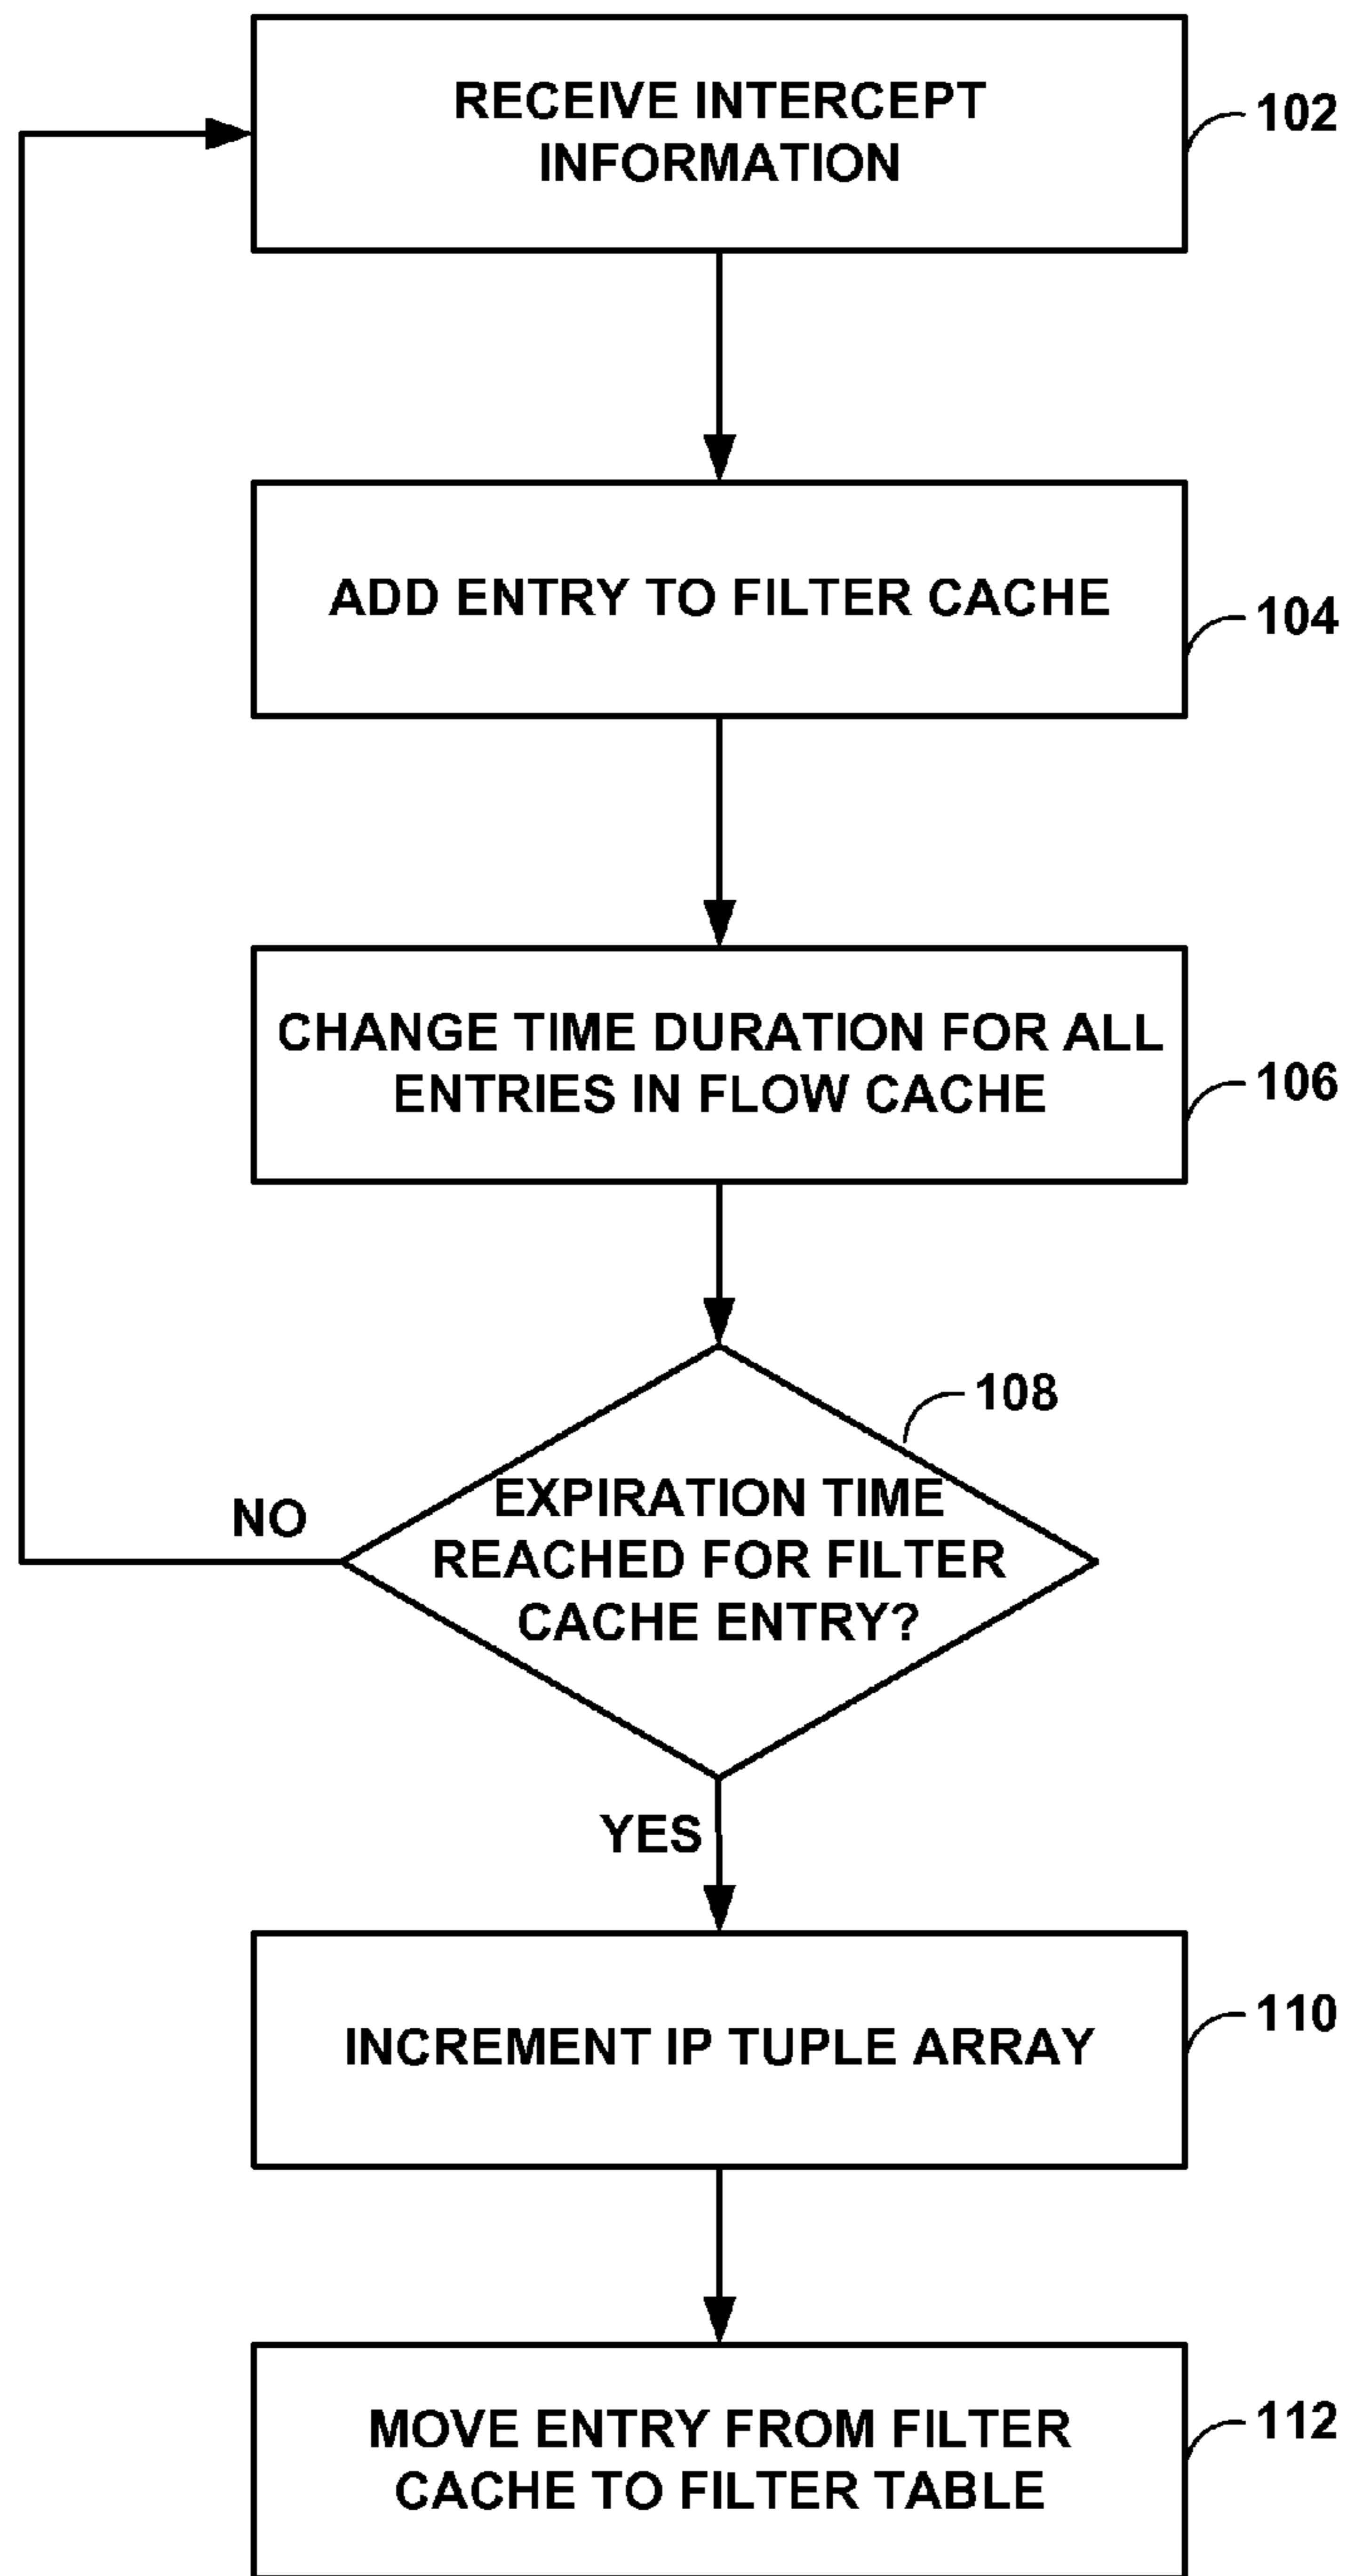 RECEIVE INTERCEPT
INFORMATION
102
ADD ENTRY TO FILTER CACHE
104
CHANGE TIME DURATION FOR ALL
ENTRIES IN FLOW CACHE
106
108
EXPIRATION TIME
REACHED FOR FILTER
CACHE ENTRY?
NO
YES
INCREMENT IP TUPLE ARRAY
110
MOVE ENTRY FROM FILTER
CACHE TO FILTER TABLE
112